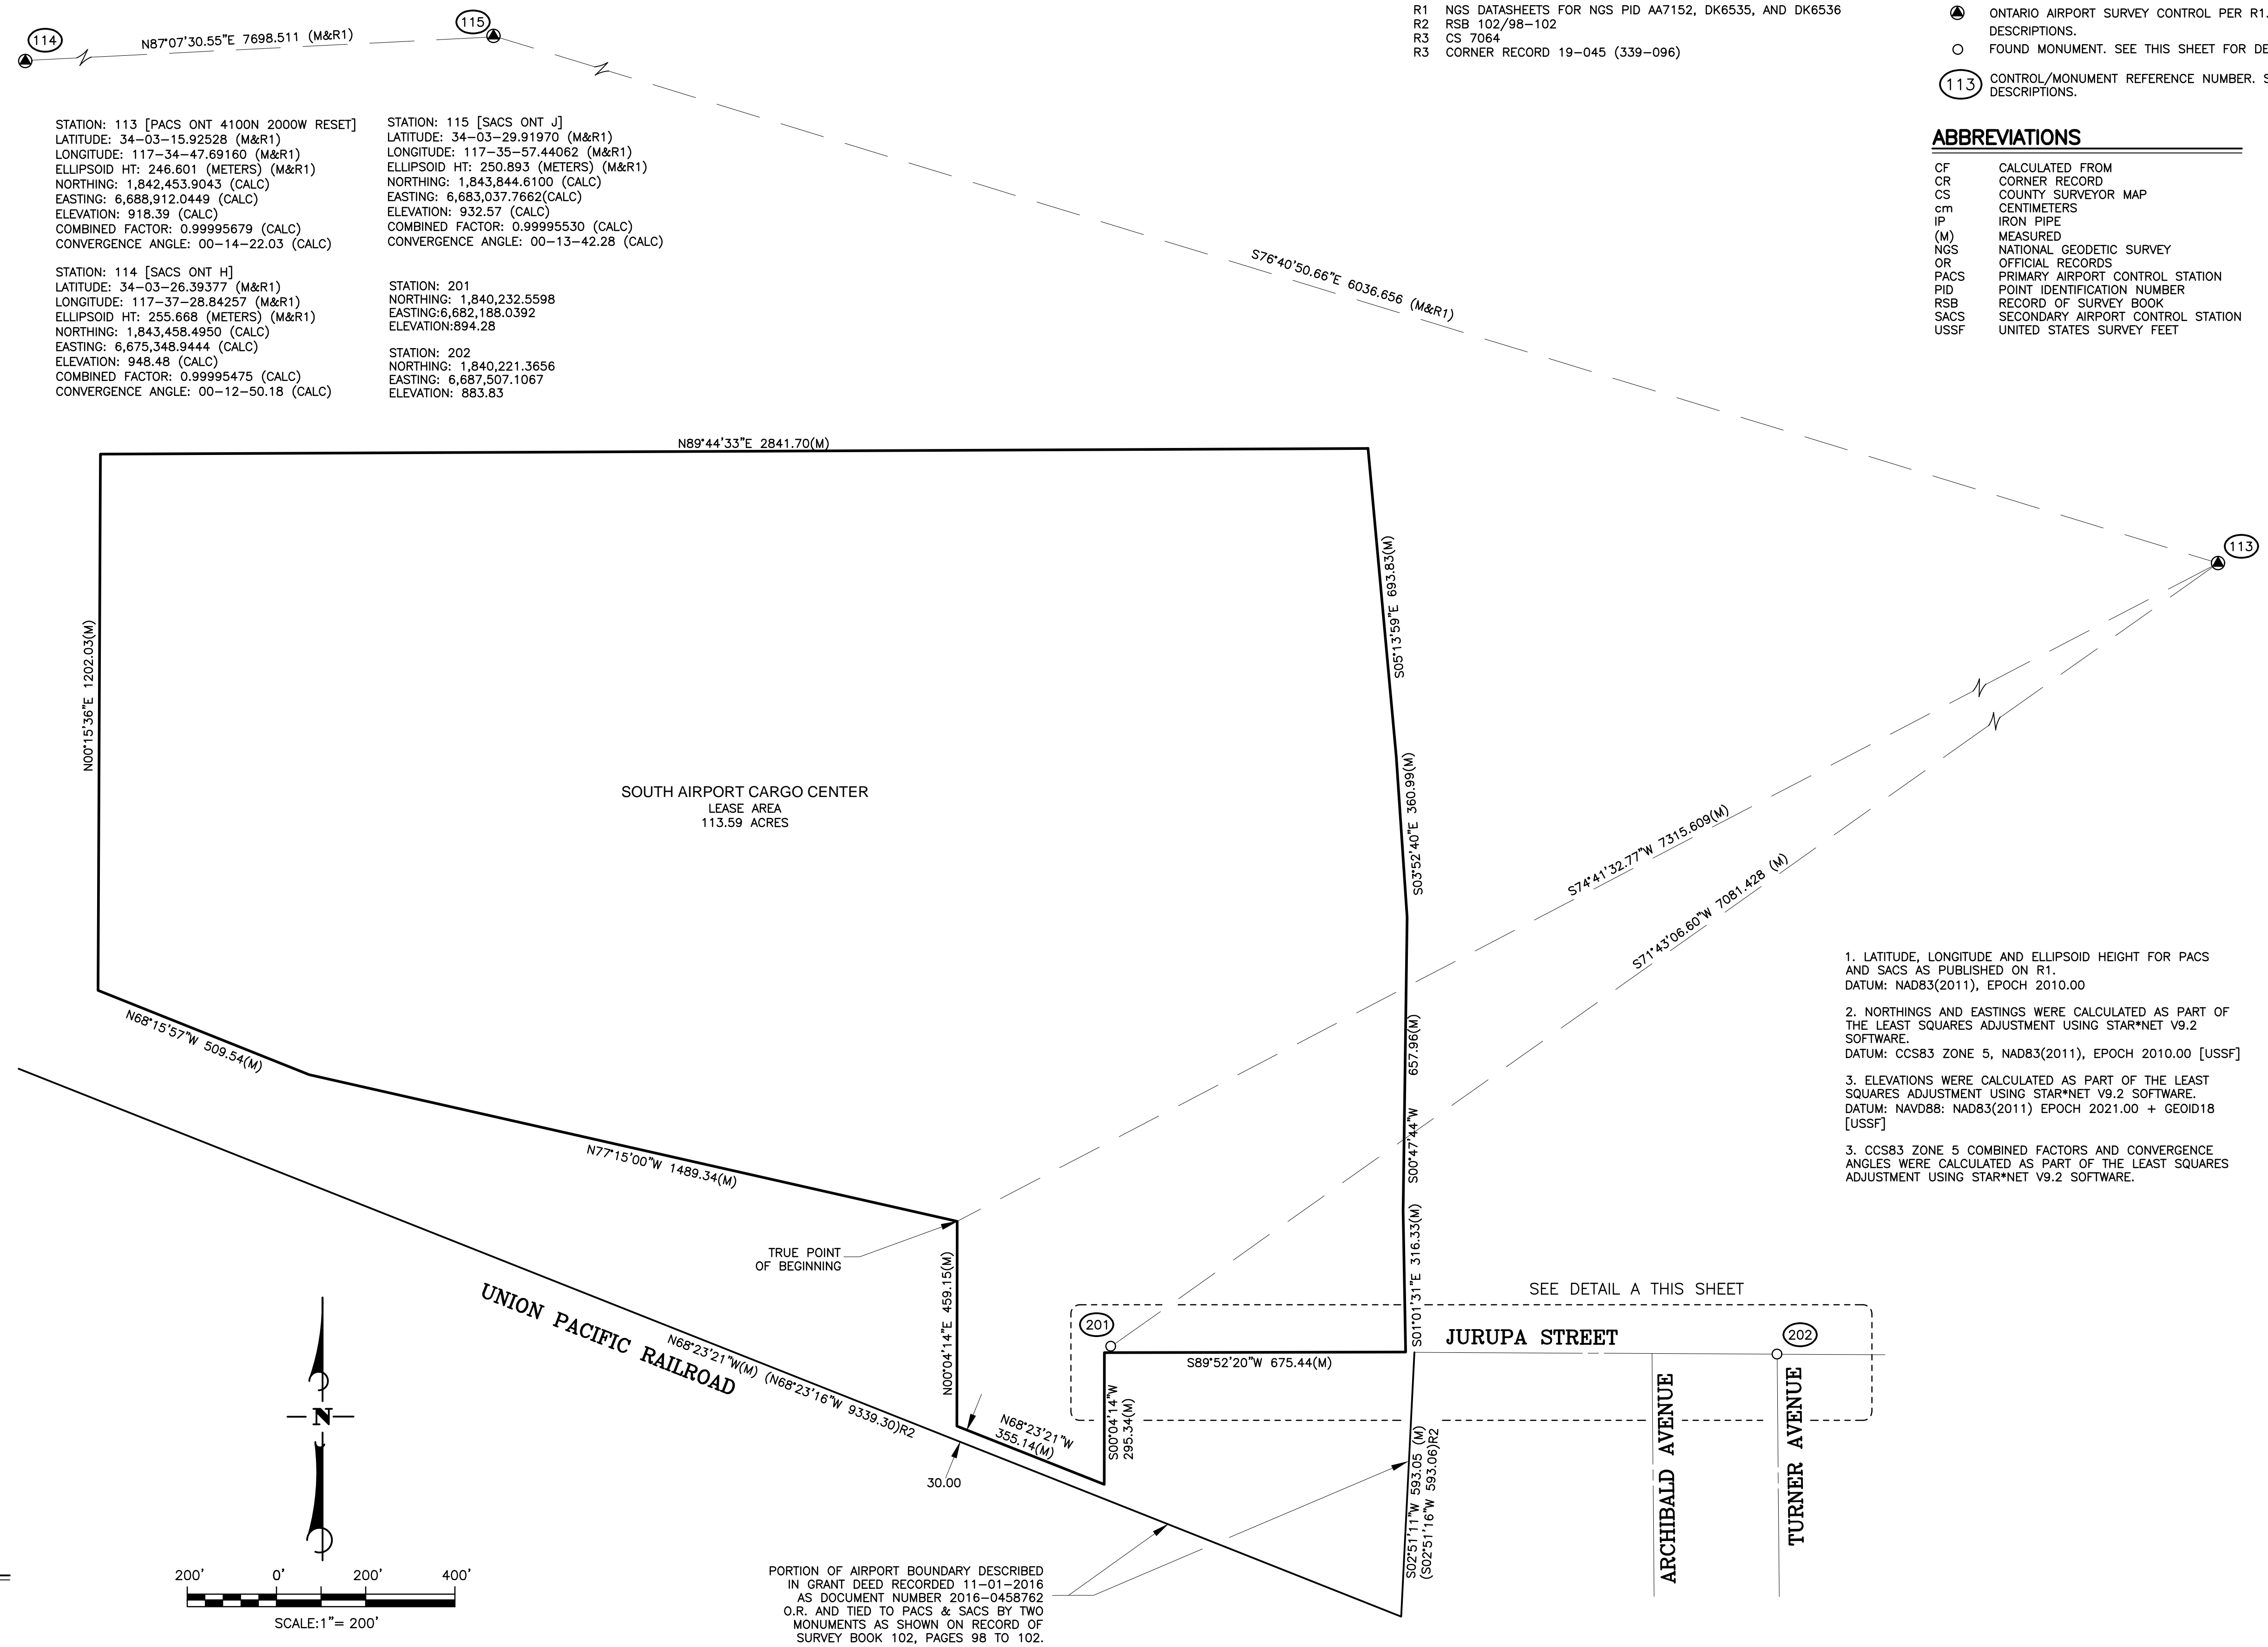 114
N87°07'30.55"E 7698.511 (M&R1)
115
R1 NGS DATASHEETS FOR NGS PID AA7152, DK6535, AND DK6536
R2 RSB 102/98-102
R3 CS 7064
R3 CORNER RECORD 19-045 (339-096)
ONTARIO AIRPORT SURVEY CONTROL PER R1.
DESCRIPTIONS.
FOUND MONUMENT. SEE THIS SHEET FOR
113 CONTROL/MONUMENT REFERENCE NUMBER.
DESCRIPTIONS.
ABBREVIATIONS
CF CALCULATED FROM
CR CORNER RECORD
CS COUNTY SURVEYOR MAP
cm CENTIMETERS
IP IRON PIPE
(M) MEASURED
NGS NATIONAL GEODETIC SURVEY
OR OFFICIAL RECORDS
PACS PRIMARY AIRPORT CONTROL STATION
PID POINT IDENTIFICATION NUMBER
RSB RECORD OF SURVEY BOOK
SACS SECONDARY AIRPORT CONTROL STATION
USSF UNITED STATES SURVEY FEET
STATION: 113 [PACS ONT 4100N 2000W RESET]
LATITUDE: 34-03-15.92528 (M&R1)
LONGITUDE: 117-34-47.69160 (M&R1)
ELLIPSOID HT: 246.601 (METERS) (M&R1)
NORTHING: 1,842,453.9043 (CALC)
EASTING: 6,688,912.0449 (CALC)
ELEVATION: 918.39 (CALC)
COMBINED FACTOR: 0.99995679 (CALC)
CONVERGENCE ANGLE: 00-14-22.03 (CALC)
STATION: 115 [SACS ONT J]
LATITUDE: 34-03-29.91970 (M&R1)
LONGITUDE: 117-35-57.44062 (M&R1)
ELLIPSOID HT: 250.893 (METERS) (M&R1)
NORTHING: 1,843,844.6100 (CALC)
EASTING: 6,683,037.7662(CALC)
ELEVATION: 932.57 (CALC)
COMBINED FACTOR: 0.99995530 (CALC)
CONVERGENCE ANGLE: 00-13-42.28 (CALC)
STATION: 114 [SACS ONT H]
LATITUDE: 34-03-26.39377 (M&R1)
LONGITUDE: 117-37-28.84257 (M&R1)
ELLIPSOID HT: 255.668 (METERS) (M&R1)
NORTHING: 1,843,458.4950 (CALC)
EASTING: 6,675,348.9444 (CALC)
ELEVATION: 948.48 (CALC)
COMBINED FACTOR: 0.99995475 (CALC)
CONVERGENCE ANGLE: 00-12-50.18 (CALC)
STATION: 201
NORTHING: 1,840,232.5598
EASTING:6,682,188.0392
ELEVATION:894.28
STATION: 202
NORTHING: 1,840,221.3656
EASTING: 6,687,507.1067
ELEVATION: 883.83
S76°40'50.66"E 6036.656 (M&R1)
113
N89°44'33"E 2841.70(M)
S05°13'59"E 693.83(M)
N00°15'36"E 1202.03(M)
S03°52'40"E 360.99(M)
SOUTH AIRPORT CARGO CENTER
LEASE AREA
113.59 ACRES
S74°41'32.77"W 7315.609(M)
S71°43'06.60"W 7081.428 (M)
N68°15'57"W 509.54(M)
N77°15'00"W 1489.34(M)
S00°47'44"W 657.96(M)
1. LATITUDE, LONGITUDE AND ELLIPSOID HEIGHT FOR PACS
AND SACS AS PUBLISHED ON R1.
DATUM: NAD83(2011), EPOCH 2010.00
2. NORTHINGS AND EASTINGS WERE CALCULATED AS PART OF
THE LEAST SQUARES ADJUSTMENT USING STAR*NET V9.2
SOFTWARE.
DATUM: CCS83 ZONE 5, NAD83(2011), EPOCH 2010.00 [USSF]
3. ELEVATIONS WERE CALCULATED AS PART OF THE LEAST
SQUARES ADJUSTMENT USING STAR*NET V9.2 SOFTWARE.
DATUM: NAVD88: NAD83(2011) EPOCH 2021.00 + GEOID18
[USSF]
3. CCS83 ZONE 5 COMBINED FACTORS AND CONVERGENCE
ANGLES WERE CALCULATED AS PART OF THE LEAST SQUARES
ADJUSTMENT USING STAR*NET V9.2 SOFTWARE.
TRUE POINT
OF BEGINNING
N00°04'14"E 459.15(M)
S01°01'31"E 316.33(M)
SEE DETAIL A THIS SHEET
201
JURUPA STREET
202
S89°52'20"W 675.44(M)
UNION PACIFIC RAILROAD
N68°23'21"W(M) (N68°23'16"W 9339.30)R2
N68°23'21"W
355.14(M)
S00°04'14"W
295.34(M)
30.00
S02°51'11"W 593.05 (M)
(S02°51'16"W 593.06)R2
ARCHIBALD AVENUE
TURNER AVENUE
N
200' 0' 200' 400'
SCALE:1"= 200'
PORTION OF AIRPORT BOUNDARY DESCRIBED
IN GRANT DEED RECORDED 11-01-2016
AS DOCUMENT NUMBER 2016-0458762
O.R. AND TIED TO PACS & SACS BY TWO
MONUMENTS AS SHOWN ON RECORD OF
SURVEY BOOK 102, PAGES 98 TO 102.